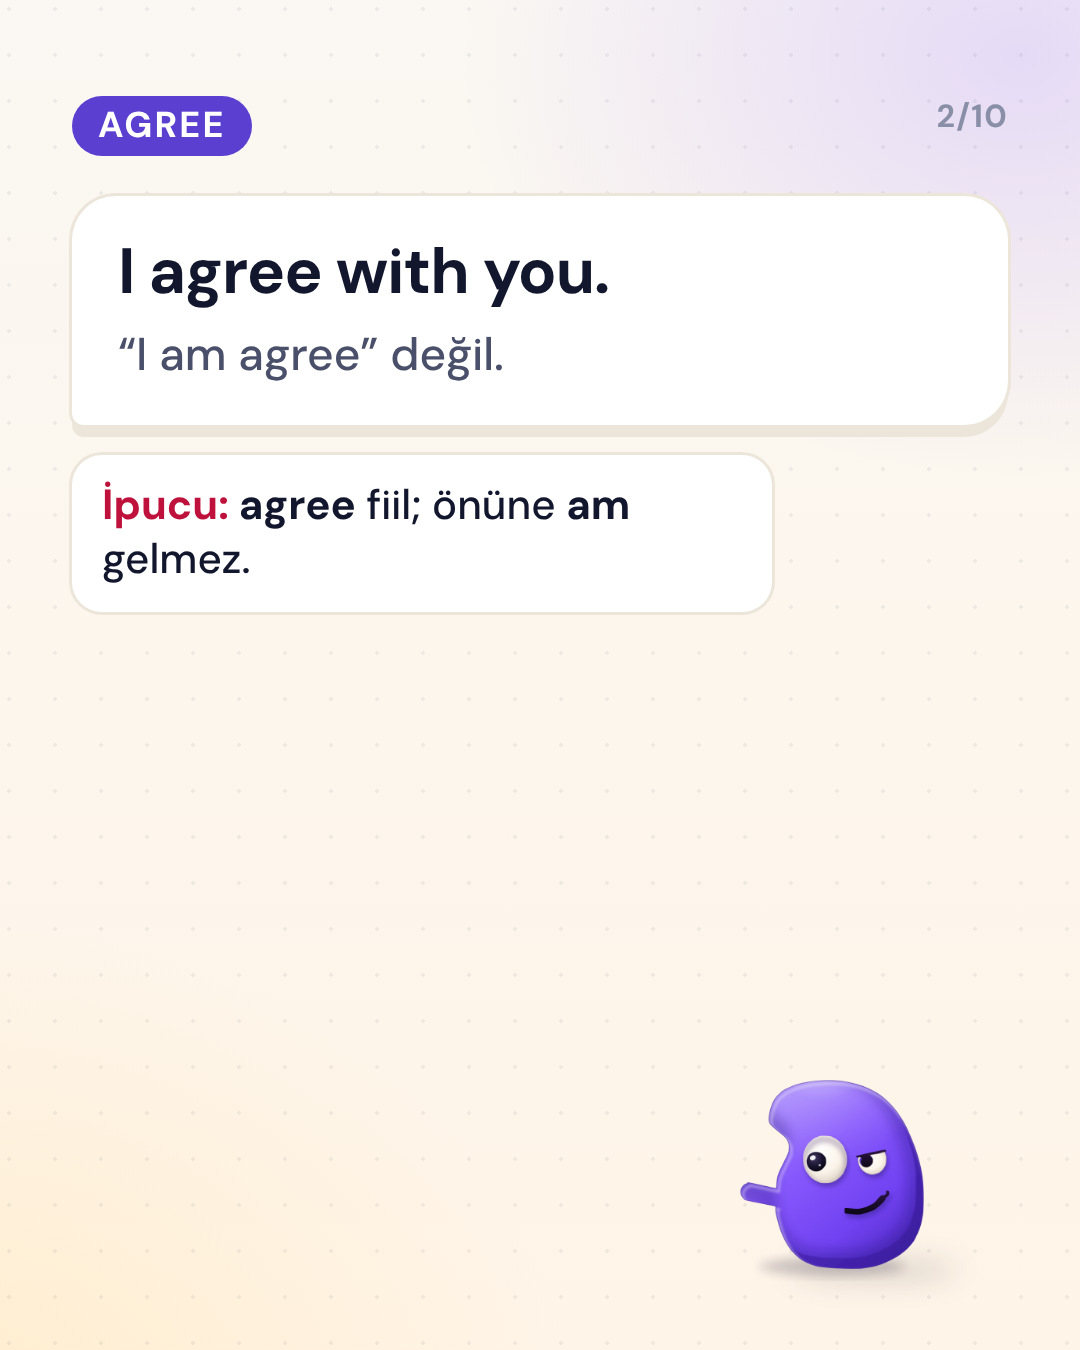 AGREE
2/10
I agree with you.
“I am agree” değil.
İpucu: agree fiil; önüne am
gelmez.